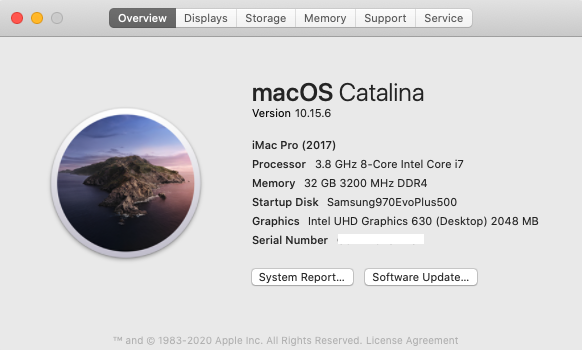 Overview Displays Storage Memory Support Service
macOS Catalina
Version 10.15.6
iMac Pro (2017)
Processor 3.8 GHz 8-Core Intel Core i7
Memory 32 GB 3200 MHz DDR4
Startup Disk Samsung970EvoPlus500
Graphics Intel UHD Graphics 630 (Desktop) 2048 MB
Serial Number
System Report... Software Update...
™ and © 1983-2020 Apple Inc. All Rights Reserved. License Agreement